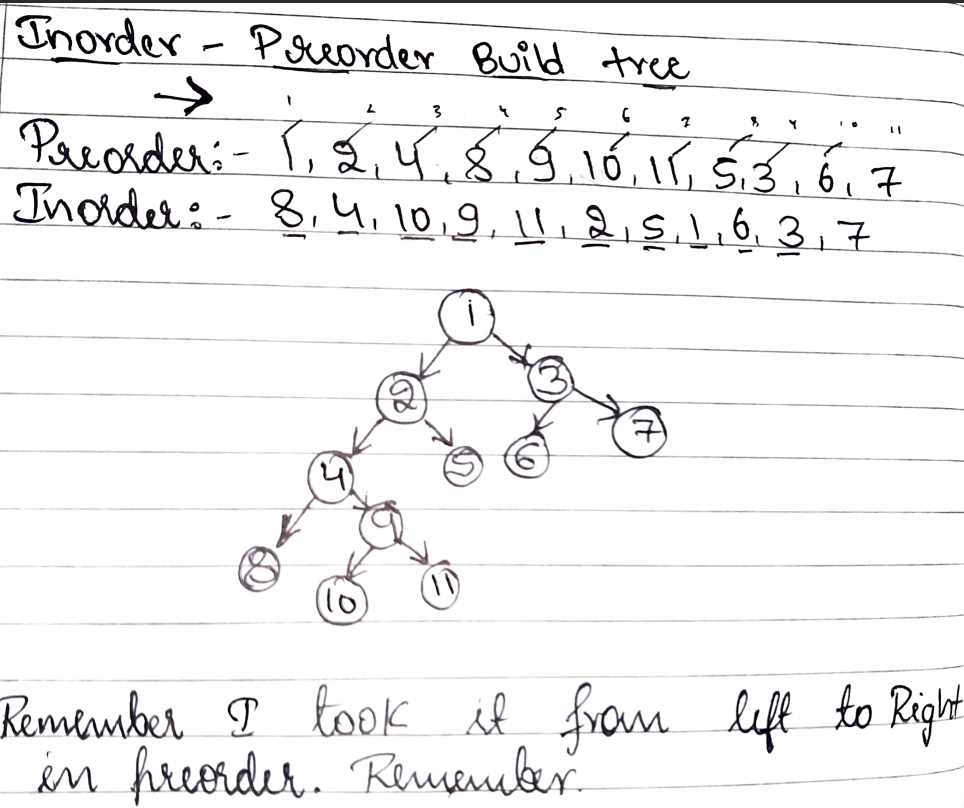 Inorder - Preorder Build tree
→
1 2 3 4 5 6 7 8 9 10 11
Preorder:- 1, 2, 4, 8, 9, 10, 11, 5, 3, 6, 7
Inorder:- 8, 4, 10, 9, 11, 2, 5, 1, 6, 3, 7
1
2 3
4 5 6 7
8 9
10 11
Remember I took it from left to Right
in preorder. Remember.